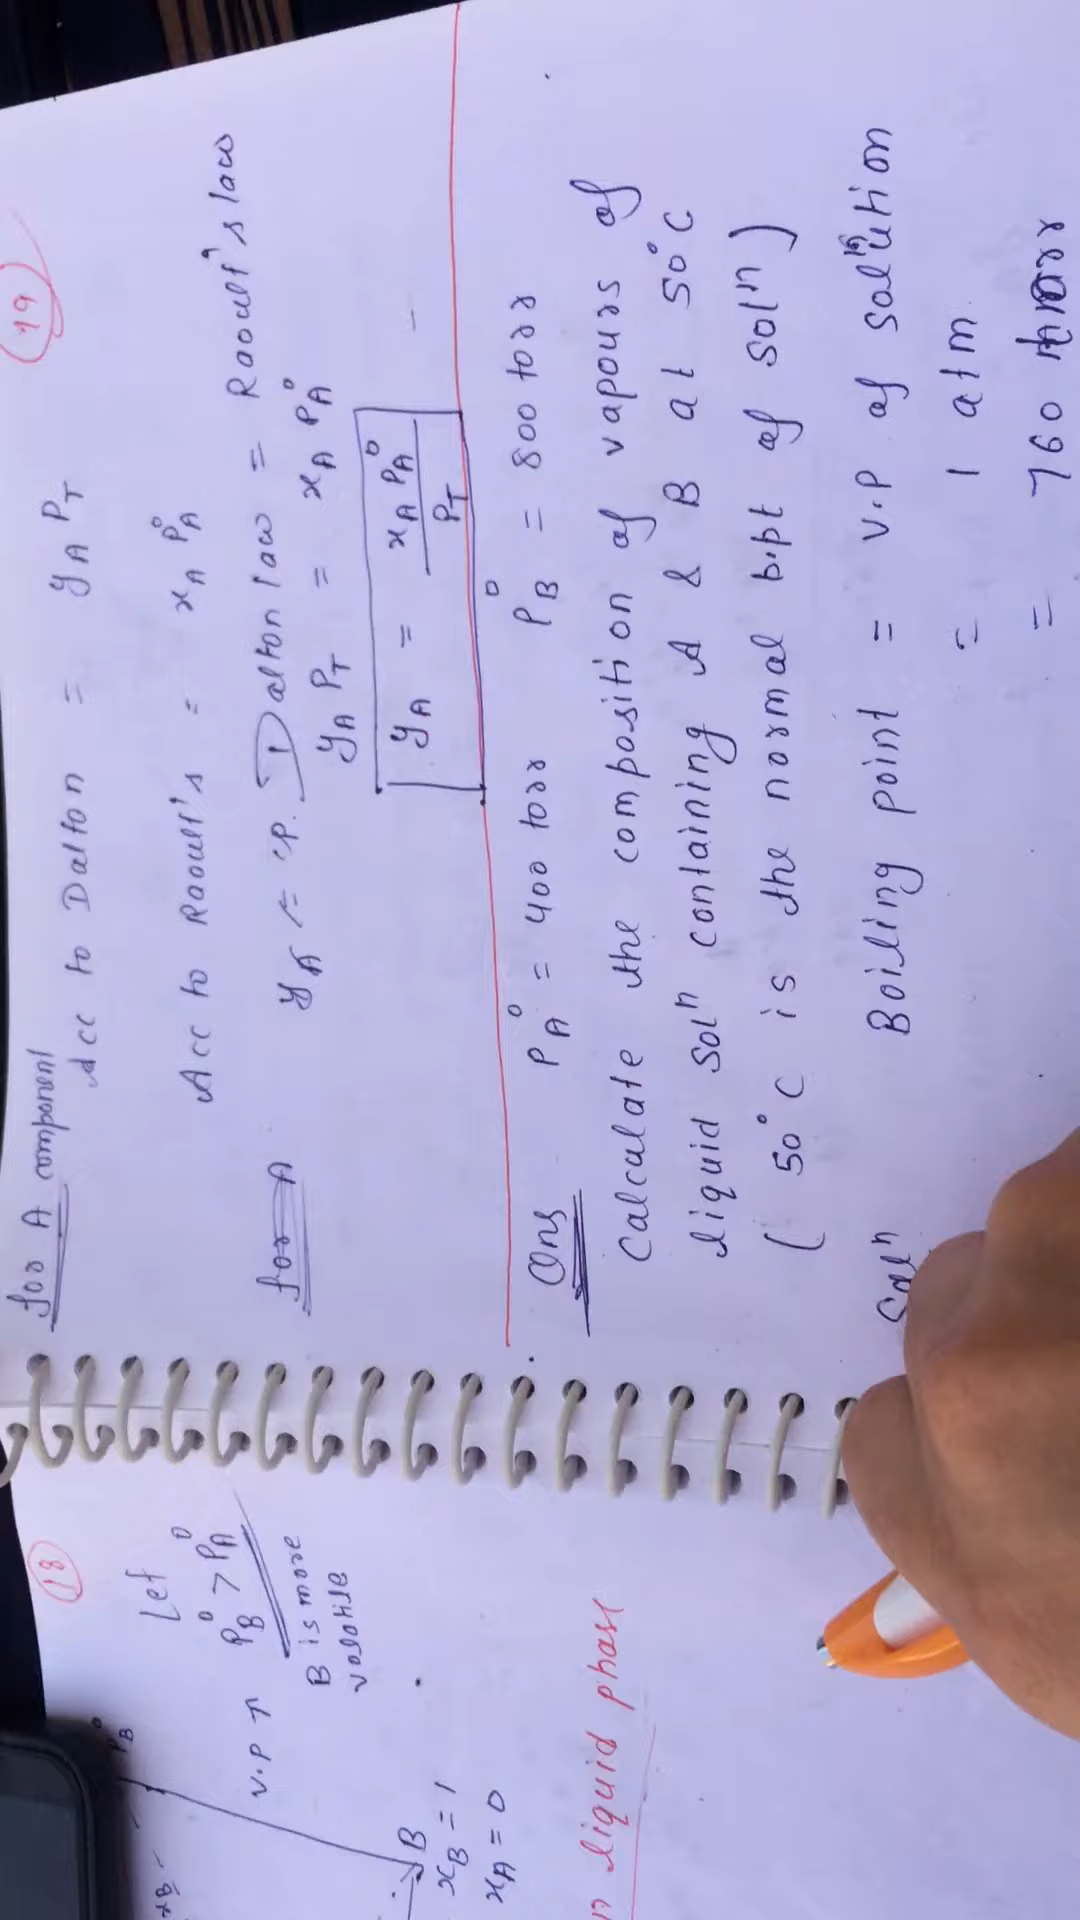 19
for A component
Acc to Dalton = yA PT
Acc to Raoult's = xA P°A
for A
Dalton law = Raoult's law
yA PT = xA P°A
yA = xA P°A / PT
Qns P°A = 400 torr P°B = 800 torr
Calculate the composition of vapours of
liquid solⁿ containing A & B at 50°C
( 50°C is the normal b.pt of solⁿ)
Solⁿ Boiling point = V.P of solution
= 1 atm
= 760 torr
18
Let
P°B > P°A
B is more
volatile
V.P ↑
P°B
B
xB = 1
xA = 0
liquid phase